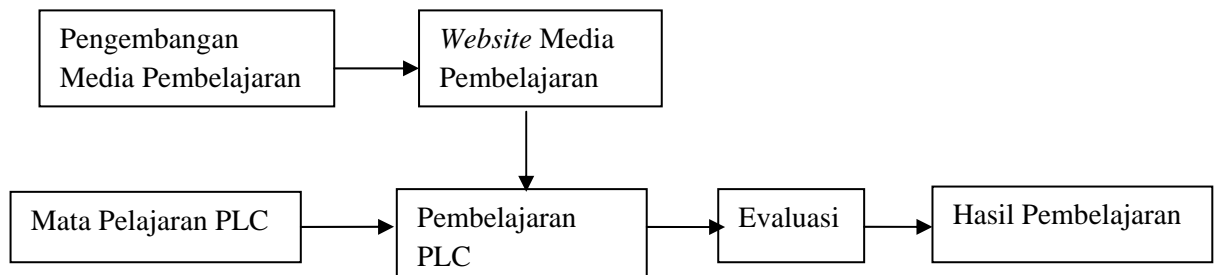 Pengembangan
Media Pembelajaran
Website Media
Pembelajaran
Mata Pelajaran PLC
Pembelajaran
PLC
Evaluasi
Hasil Pembelajaran